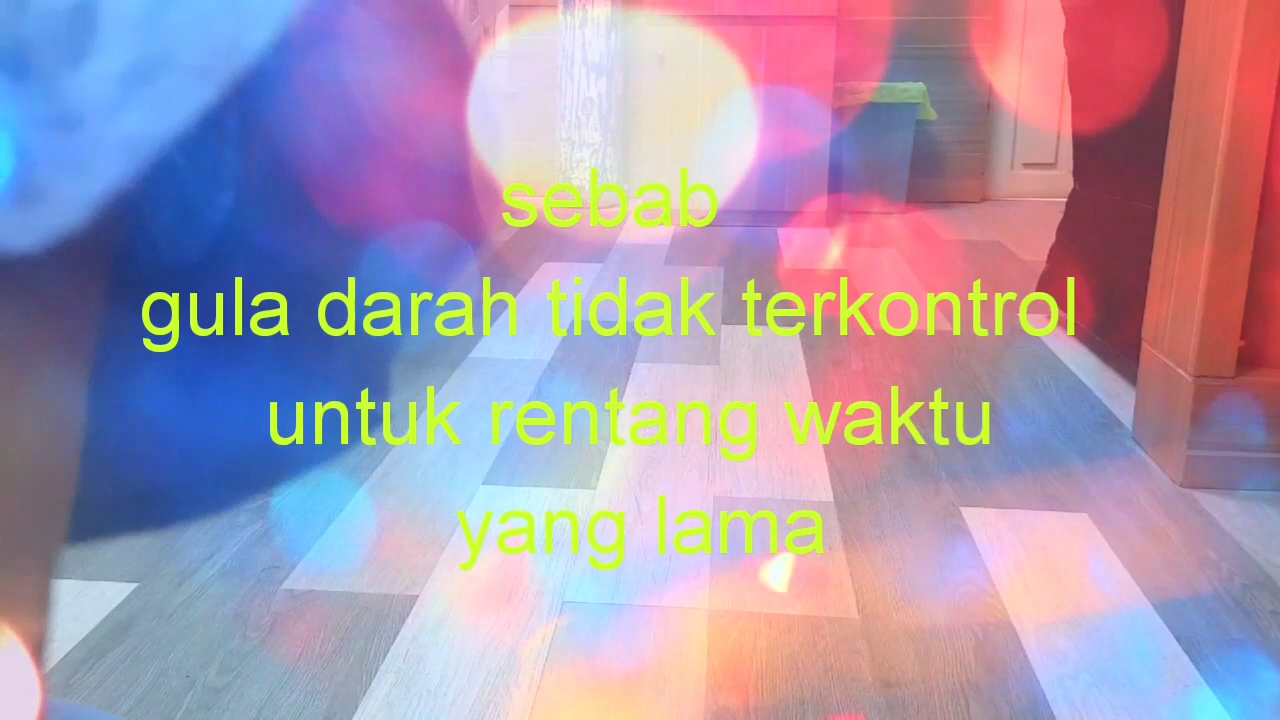 sebab
gula darah tidak terkontrol
untuk rentang waktu
yang lama